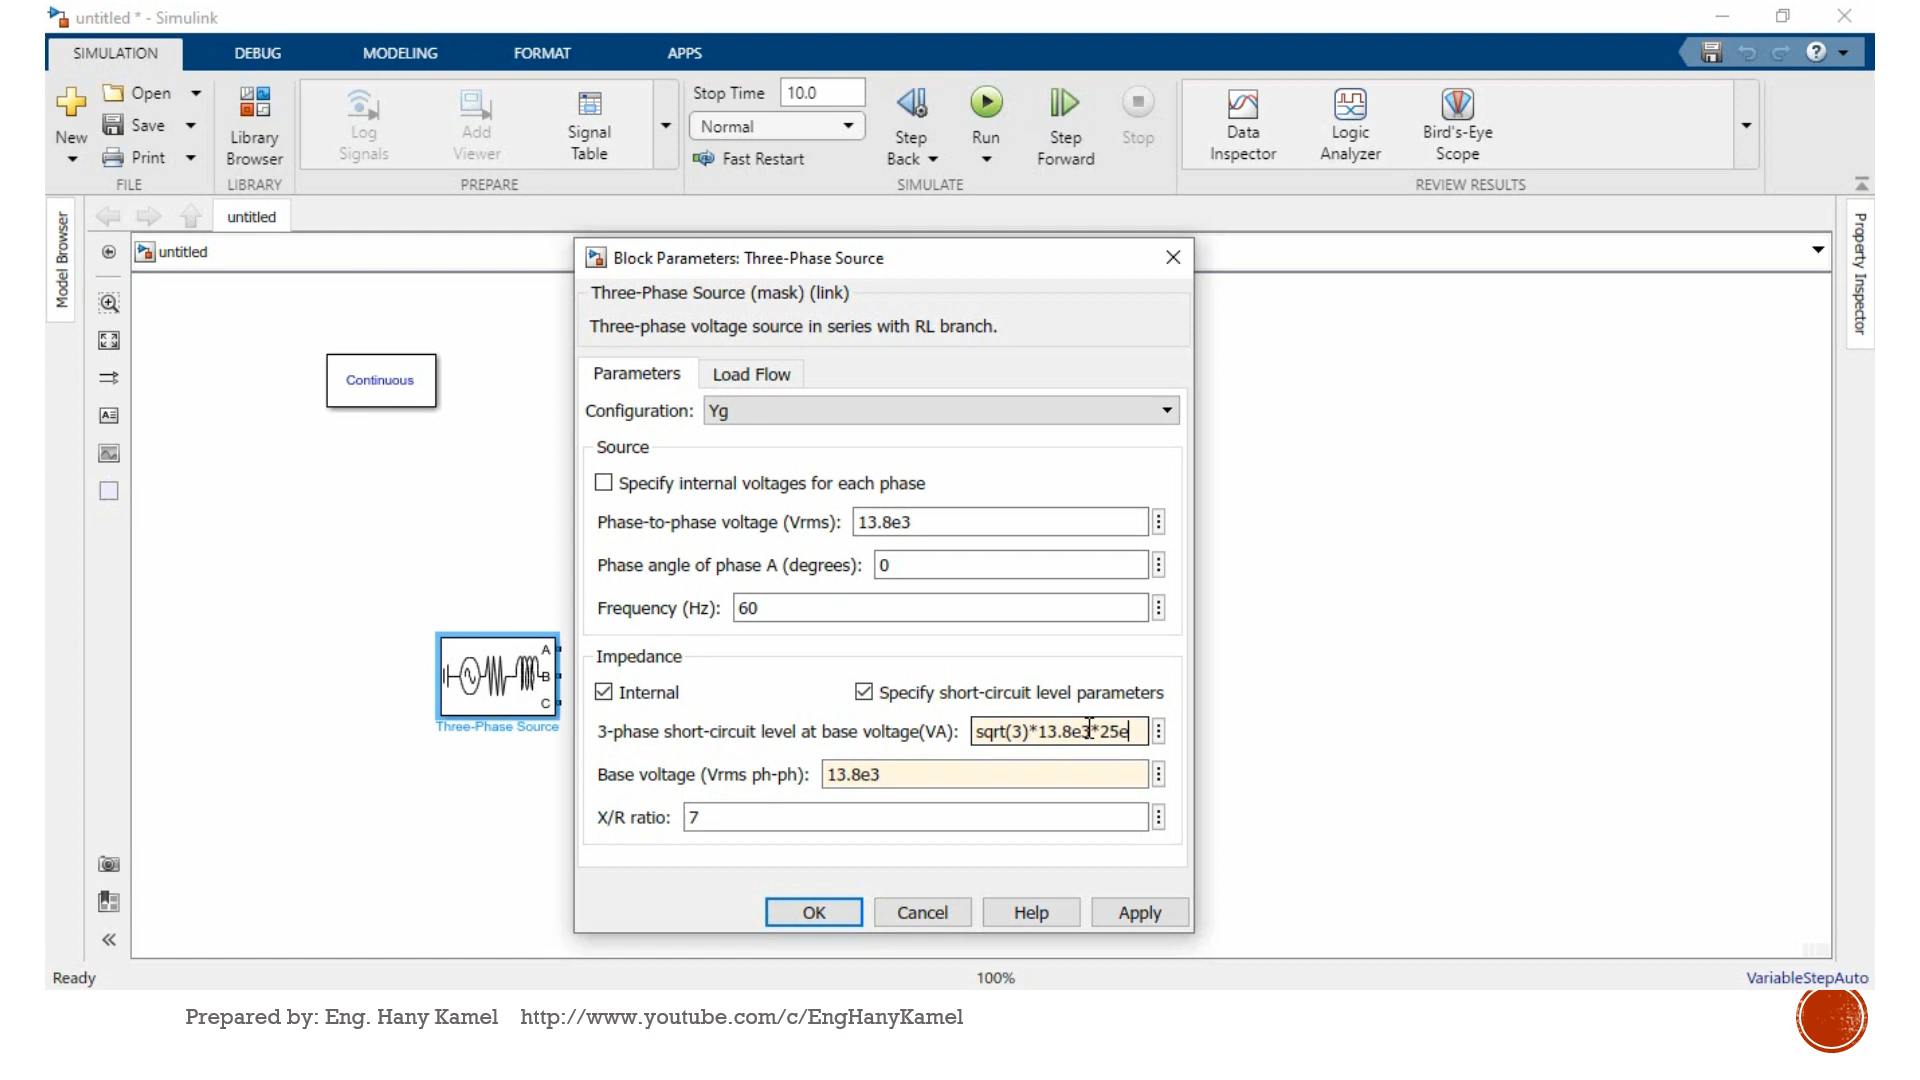 untitled * - Simulink
SIMULATION DEBUG MODELING FORMAT APPS
New
Open
Save
Print
FILE
Library Browser
LIBRARY
Log Signals
Add Viewer
Signal Table
PREPARE
Stop Time 10.0
Normal
Fast Restart
Step Back
Run
Step Forward
Stop
SIMULATE
Data Inspector
Logic Analyzer
Bird's-Eye Scope
REVIEW RESULTS
Model Browser
untitled
untitled
Property Inspector
Continuous
A
B
C
Three-Phase Source
Block Parameters: Three-Phase Source
Three-Phase Source (mask) (link)
Three-phase voltage source in series with RL branch.
Parameters Load Flow
Configuration: Yg
Source
Specify internal voltages for each phase
Phase-to-phase voltage (Vrms): 13.8e3
Phase angle of phase A (degrees): 0
Frequency (Hz): 60
Impedance
Internal Specify short-circuit level parameters
3-phase short-circuit level at base voltage(VA): sqrt(3)*13.8e3*25e
Base voltage (Vrms ph-ph): 13.8e3
X/R ratio: 7
OK Cancel Help Apply
Ready 100% VariableStepAuto
Prepared by: Eng. Hany Kamel http://www.youtube.com/c/EngHanyKamel